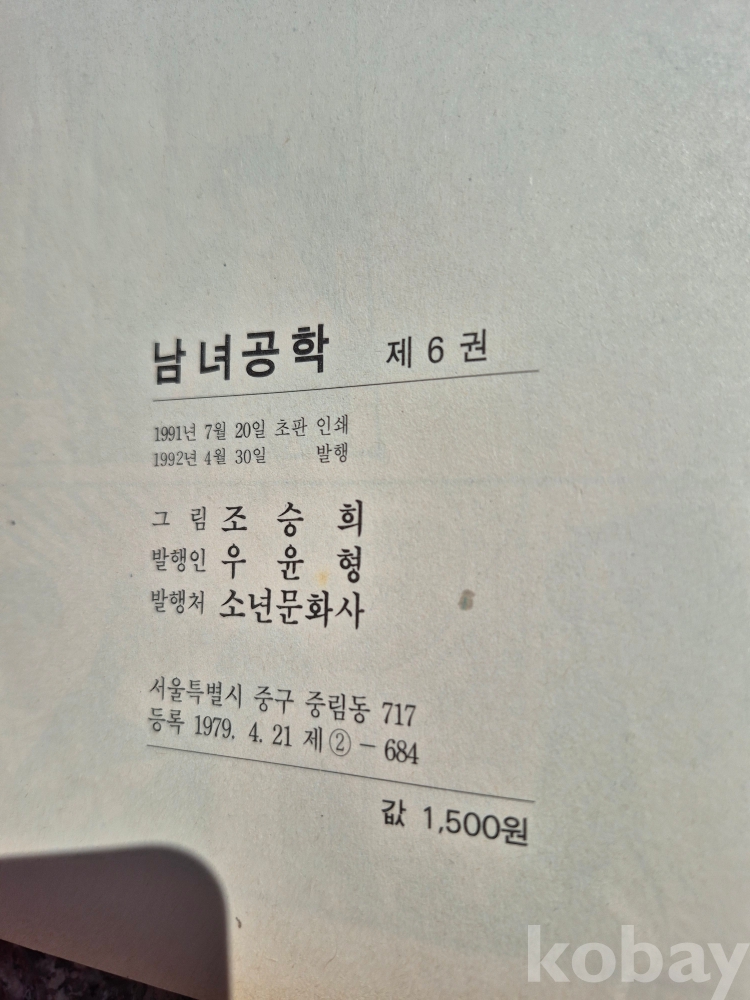 남녀공학 제 6 권
1991년 7월 20일 초판 인쇄
1992년 4월 30일 발행
그 림 조 승 희
발행인 우 윤 형
발행처 소년문화사
서울특별시 중구 중림동 717
등록 1979. 4. 21 제 ② - 684
값 1,500원
kobay